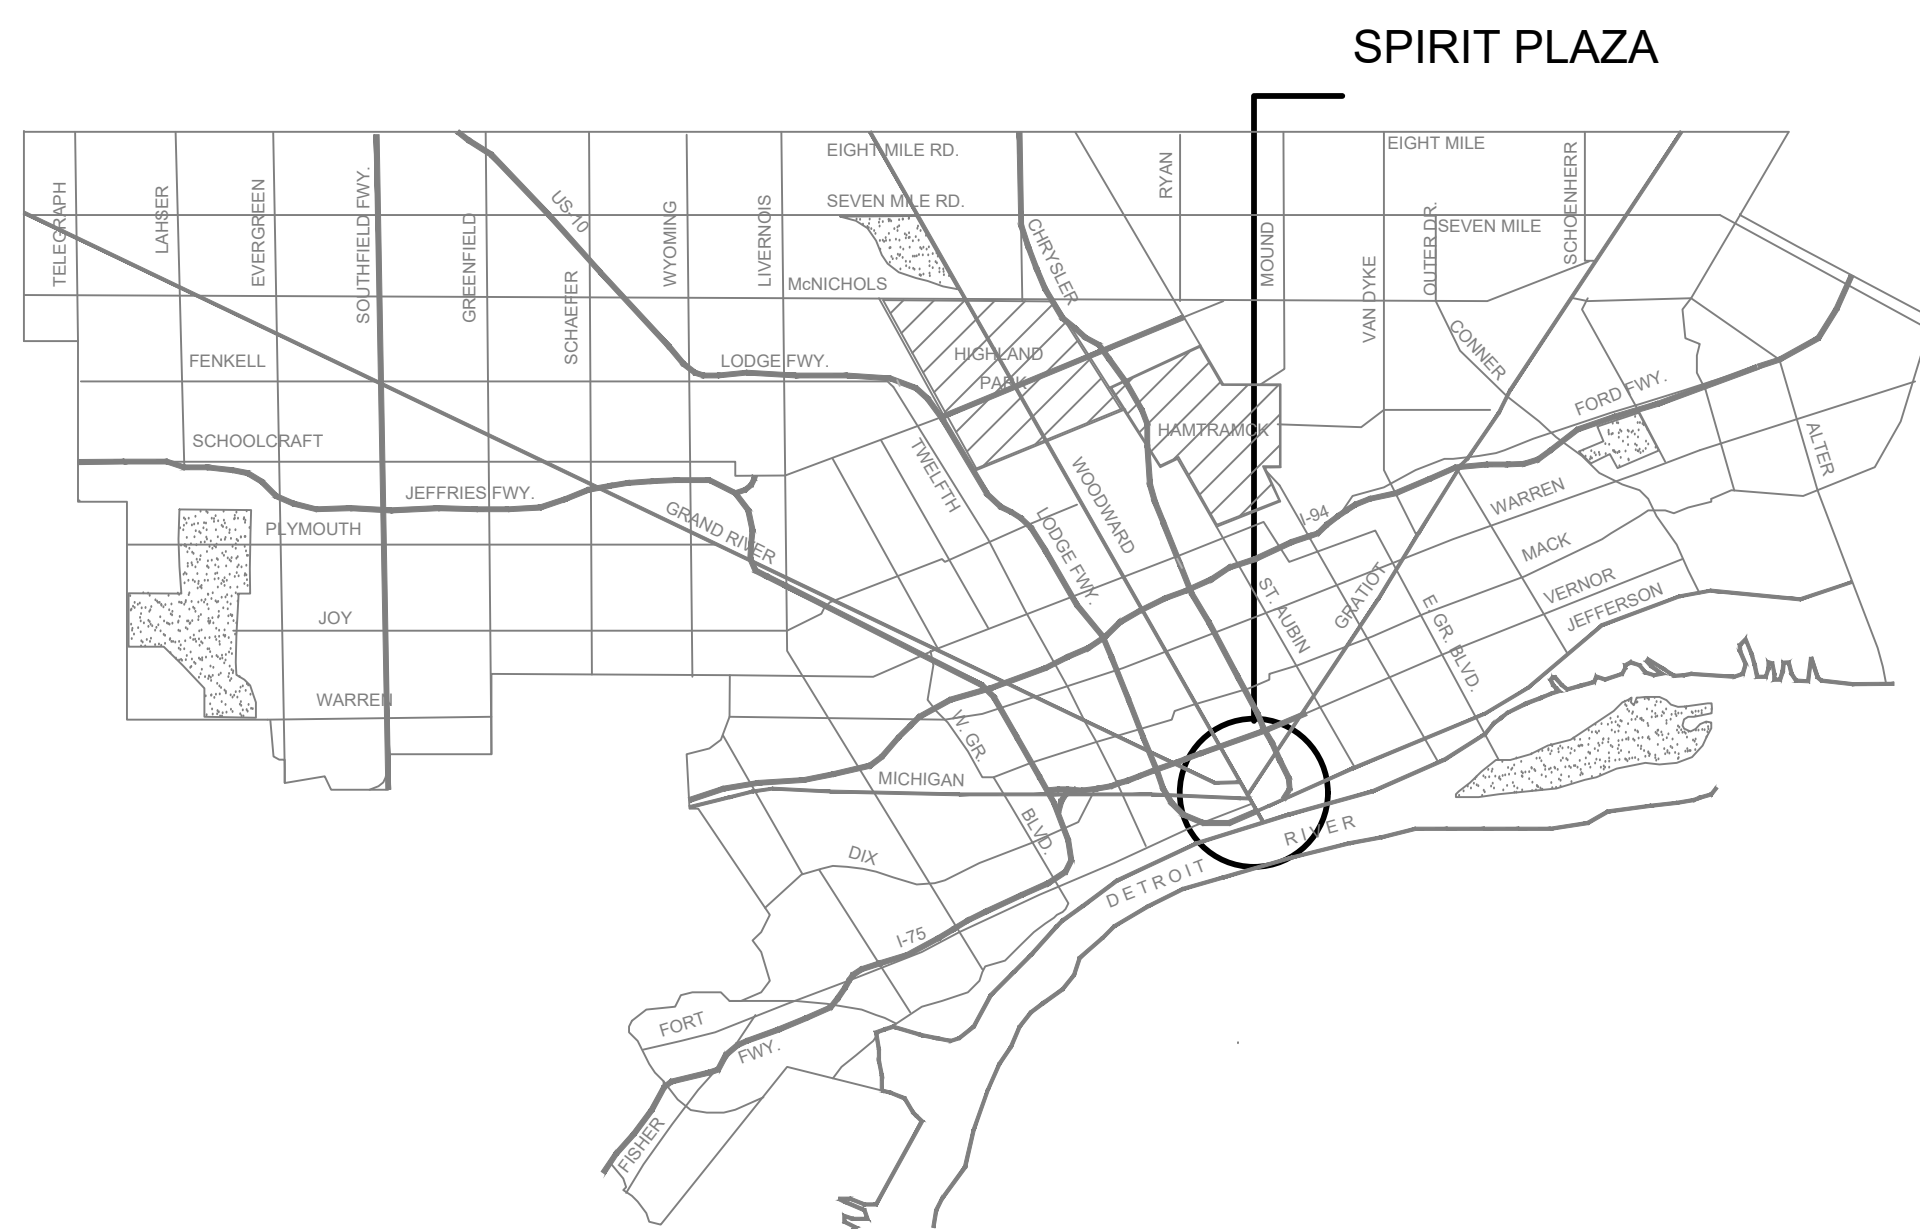 SPIRIT PLAZA
EIGHT MILE RD.
EIGHT MILE
SEVEN MILE RD.
SEVEN MILE
TELEGRAPH
LAHSER
EVERGREEN
SOUTHFIELD FWY.
GREENFIELD
US-10
SCHAEFER
WYOMING
LIVERNOIS
McNICHOLS
CHRYSLER
RYAN
MOUND
VAN DYKE
OUTER DR.
SCHOENHERR
CONNER
FENKELL
LODGE FWY.
HIGHLAND
PARK
FORD FWY.
HAMTRAMCK
ALTER
SCHOOLCRAFT
TWELFTH
WOODWARD
JEFFRIES FWY.
GRAND RIVER
PLYMOUTH
LODGE FWY.
I-94
WARREN
MACK
VERNOR
JEFFERSON
ST. AUBIN
GRATIOT
E. GR. BLVD.
JOY
WARREN
W. GR.
BLVD.
MICHIGAN
DIX
DETROIT
RIVER
I-75
FORT
FWY.
FISHER